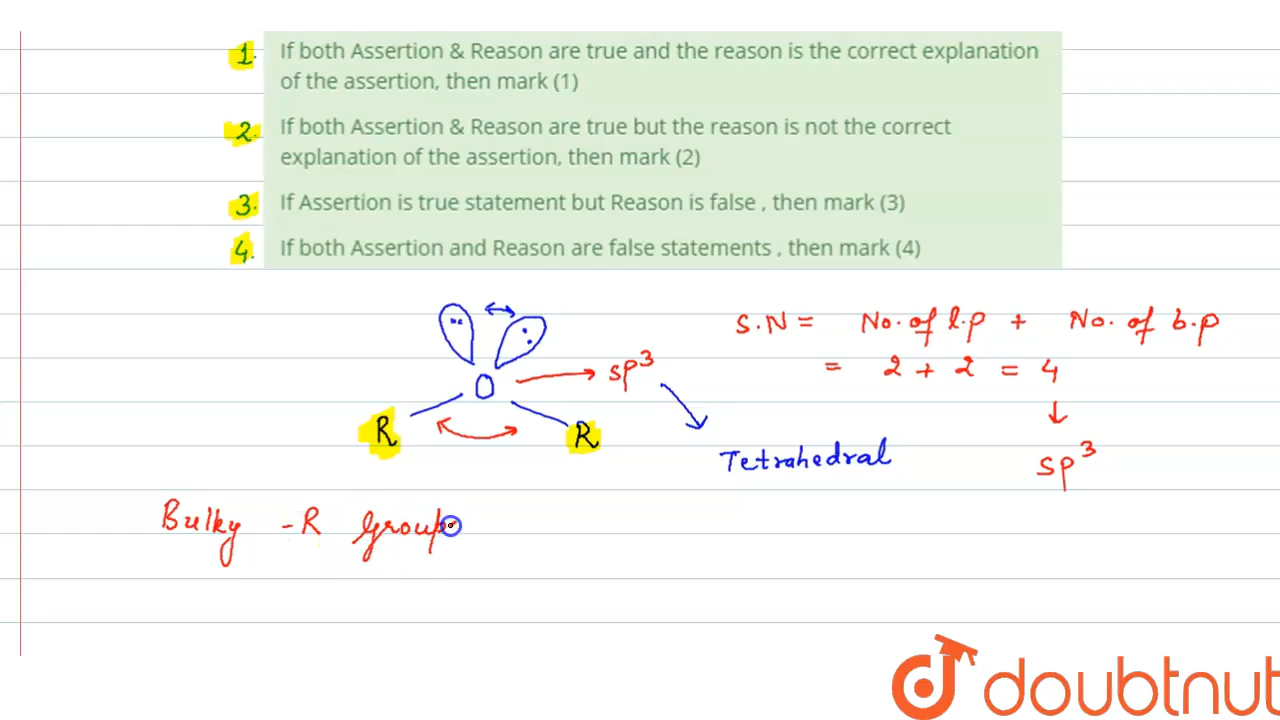 1. If both Assertion & Reason are true and the reason is the correct explanation
of the assertion, then mark (1)
2. If both Assertion & Reason are true but the reason is not the correct
explanation of the assertion, then mark (2)
3. If Assertion is true statement but Reason is false , then mark (3)
4. If both Assertion and Reason are false statements , then mark (4)
S.N = No. of l.p + No. of b.p
= 2 + 2 = 4
O
sp³
R R
Tetrahedral
sp³
Bulky -R Group
doubtnut